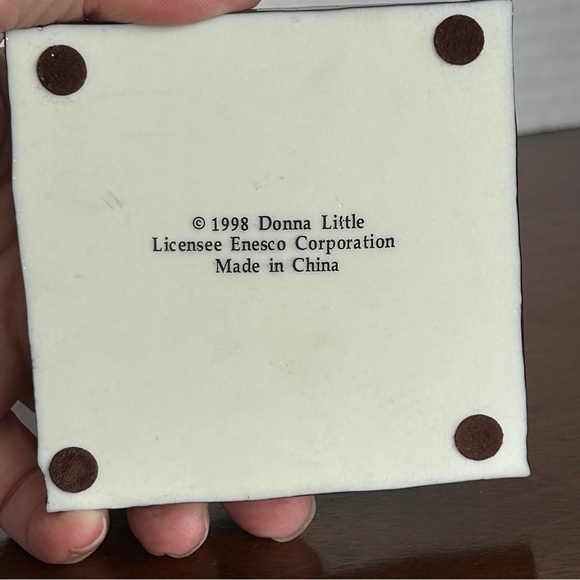 © 1998 Donna Little
Licensee Enesco Corporation
Made in China